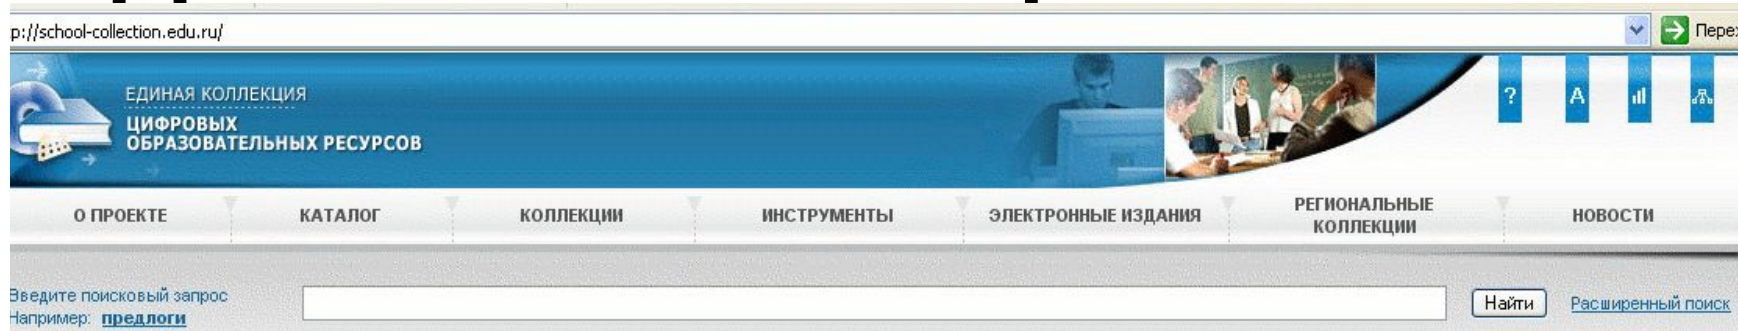 p://school-collection.edu.ru/
ЕДИНАЯ КОЛЛЕКЦИЯ
ЦИФРОВЫХ
ОБРАЗОВАТЕЛЬНЫХ РЕСУРСОВ
? A
О ПРОЕКТЕ КАТАЛОГ КОЛЛЕКЦИИ ИНСТРУМЕНТЫ ЭЛЕКТРОННЫЕ ИЗДАНИЯ РЕГИОНАЛЬНЫЕ КОЛЛЕКЦИИ НОВОСТИ
Введите поисковый запрос
Например: предлоги
Найти Расширенный поиск